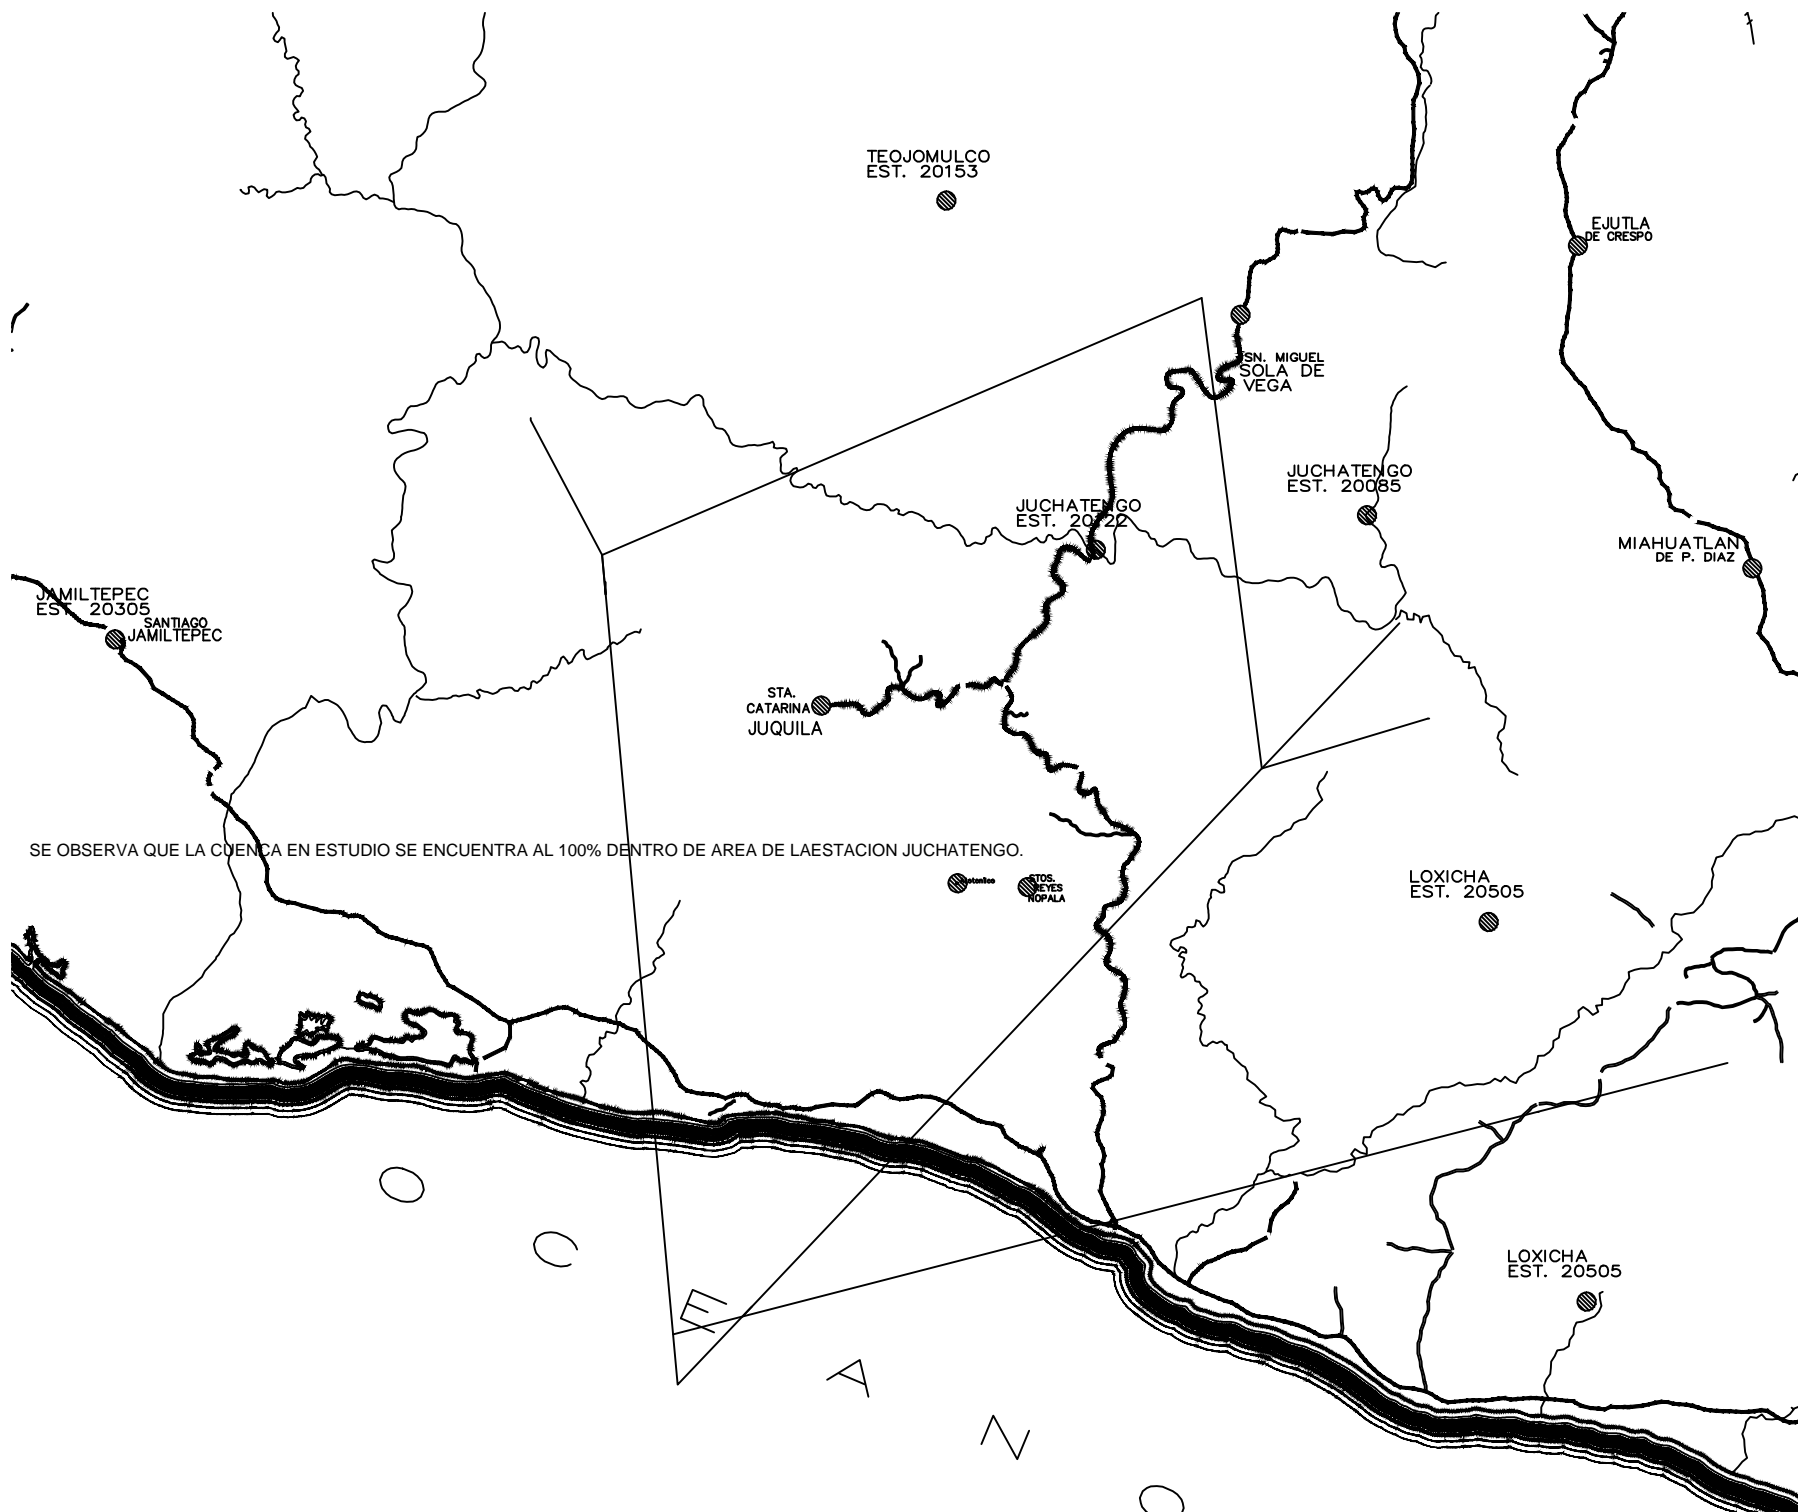 TEOJOMULCO
EST. 20153
EJUTLA
DE CRESPO
SN. MIGUEL
SOLA DE
VEGA
JUCHATENGO
EST. 20085
JUCHATENGO
EST. 20722
MIAHUATLAN
DE P. DIAZ
JAMILTEPEC
EST. 20305
SANTIAGO
JAMILTEPEC
STA.
CATARINA
JUQUILA
SE OBSERVA QUE LA CUENCA EN ESTUDIO SE ENCUENTRA AL 100% DENTRO DE AREA DE LAESTACION JUCHATENGO.
STOS.
REYES
NOPALA
LOXICHA
EST. 20505
LOXICHA
EST. 20505
O C E A N O